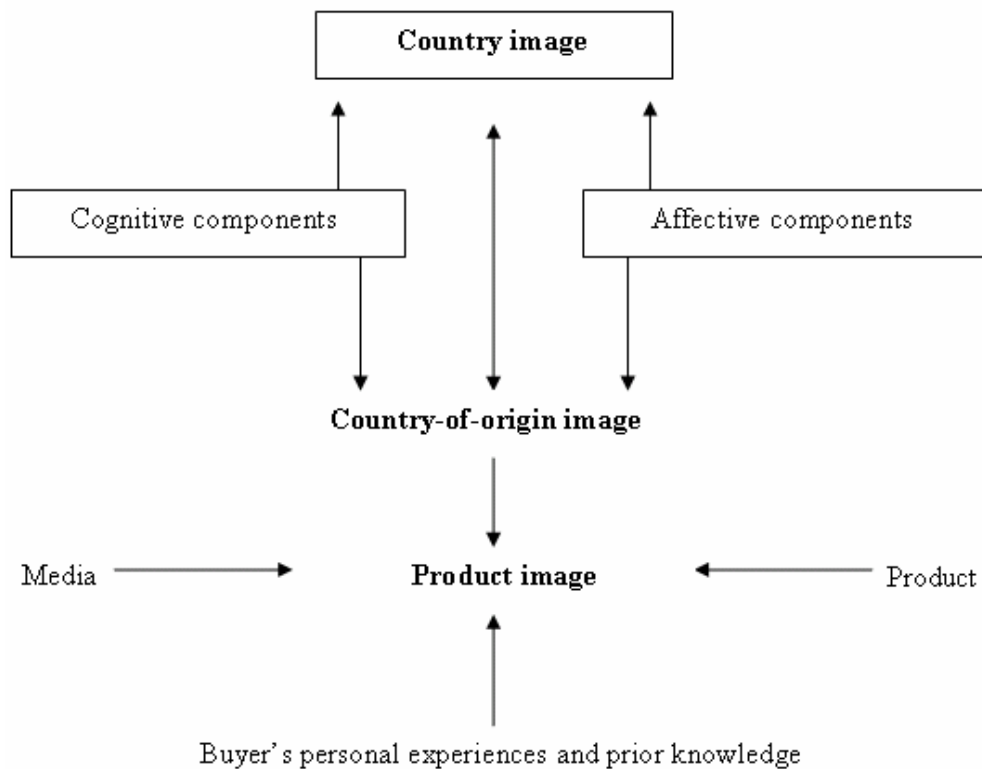 Country image
Cognitive components
Affective components
Country-of-origin image
Media
Product image
Product
Buyer's personal experiences and prior knowledge